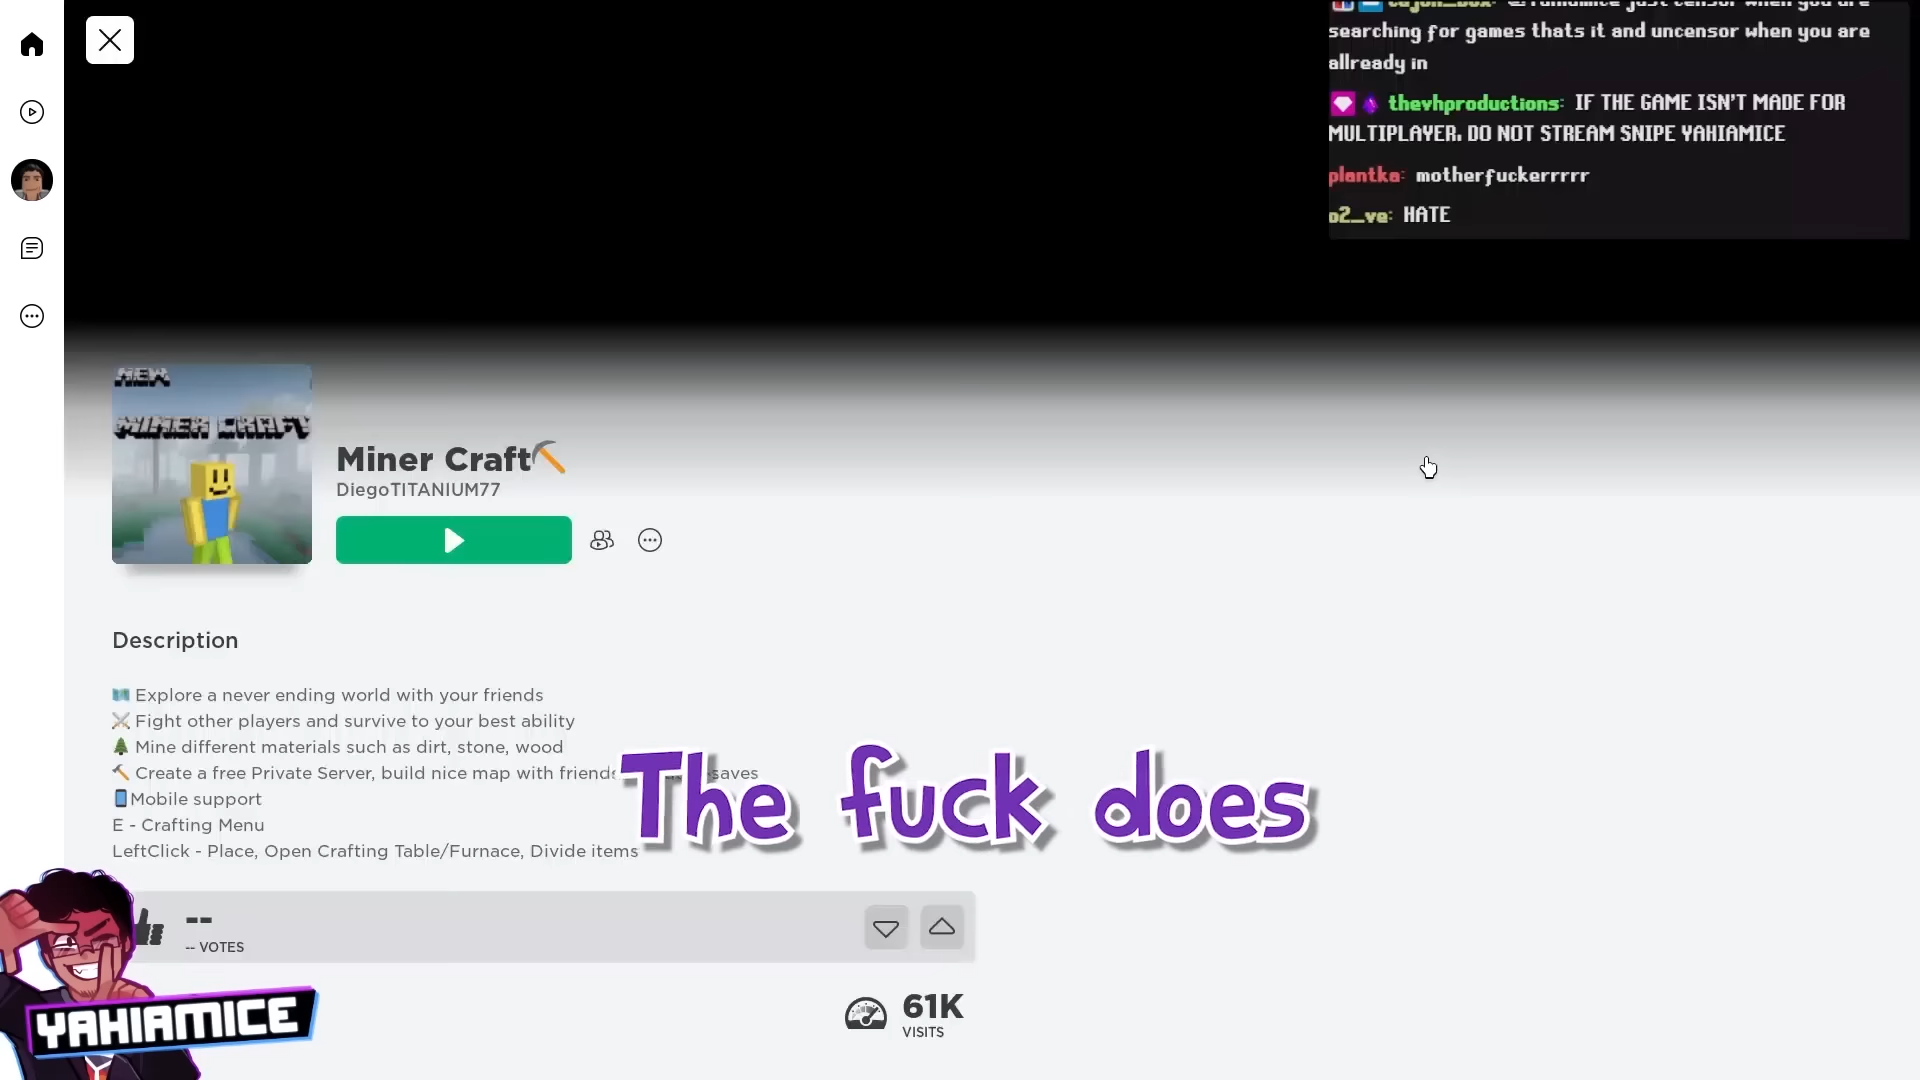 searching for games thats it and uncensor when you are
allready in
thevhproductions: IF THE GAME ISN'T MADE FOR
MULTIPLAYER. DO NOT STREAM SNIPE YAHIAMICE
plantka: motherfuckerrrrr
o2_ve: HATE
NEW
MINER CRAFT
Miner Craft
DiegoTITANIUM77
Description
Explore a never ending world with your friends
Fight other players and survive to your best ability
Mine different materials such as dirt, stone, wood
Create a free Private Server, build nice map with friends saves
Mobile support
E - Crafting Menu
LeftClick - Place, Open Crafting Table/Furnace, Divide items
The fuck does
--
-- VOTES
61K
VISITS
YAHIAMICE